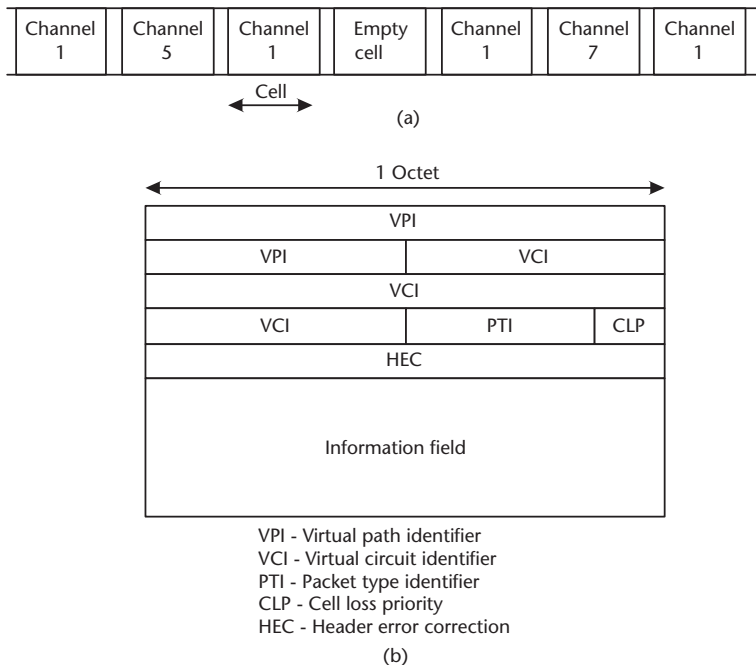 Channel 1
Channel 5
Channel 1
Empty cell
Channel 1
Channel 7
Channel 1
Cell
(a)
1 Octet
VPI
VPI VCI
VCI
VCI PTI CLP
HEC
Information field
VPI - Virtual path identifier
VCI - Virtual circuit identifier
PTI - Packet type identifier
CLP - Cell loss priority
HEC - Header error correction
(b)